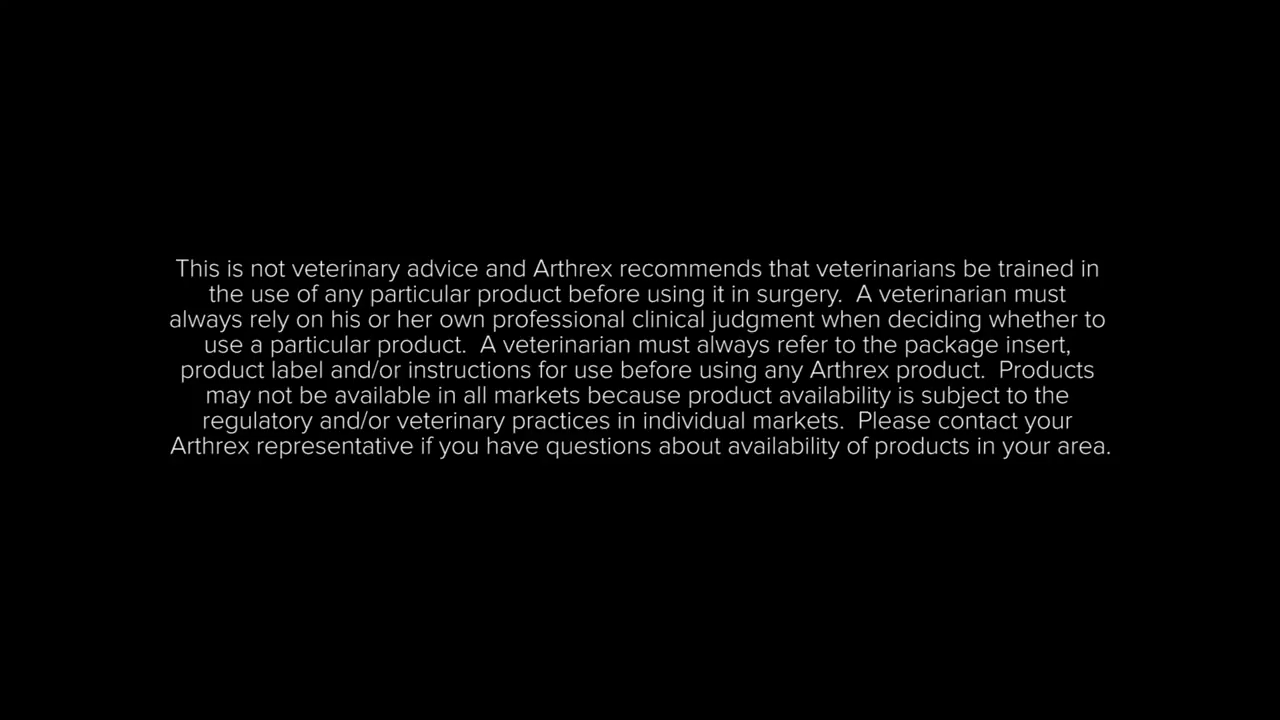 This is not veterinary advice and Arthrex recommends that veterinarians be trained in
the use of any particular product before using it in surgery.  A veterinarian must
always rely on his or her own professional clinical judgment when deciding whether to
use a particular product.  A veterinarian must always refer to the package insert,
product label and/or instructions for use before using any Arthrex product.  Products
may not be available in all markets because product availability is subject to the
regulatory and/or veterinary practices in individual markets.  Please contact your
Arthrex representative if you have questions about availability of products in your area.